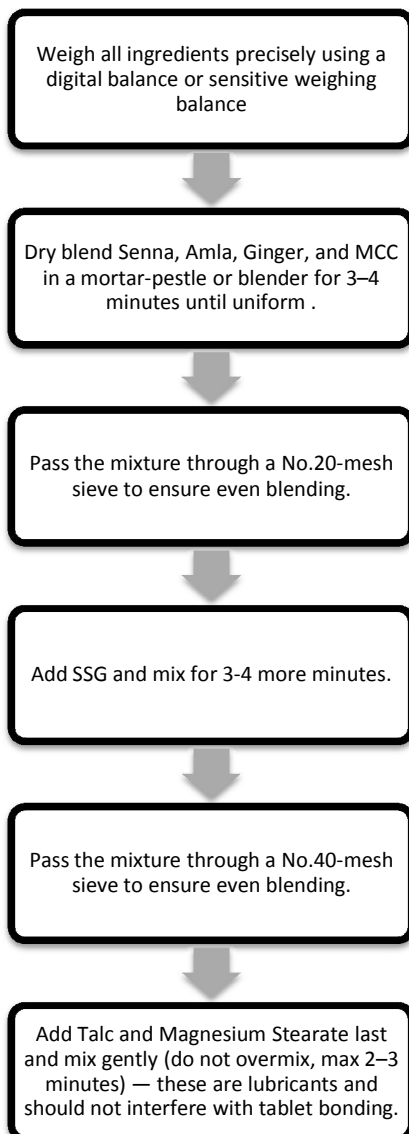 Weigh all ingredients precisely using a
digital balance or sensitive weighing
balance
Dry blend Senna, Amla, Ginger, and MCC
in a mortar-pestle or blender for 3–4
minutes until uniform .
Pass the mixture through a No.20-mesh
sieve to ensure even blending.
Add SSG and mix for 3-4 more minutes.
Pass the mixture through a No.40-mesh
sieve to ensure even blending.
Add Talc and Magnesium Stearate last
and mix gently (do not overmix, max 2–3
minutes) — these are lubricants and
should not interfere with tablet bonding.